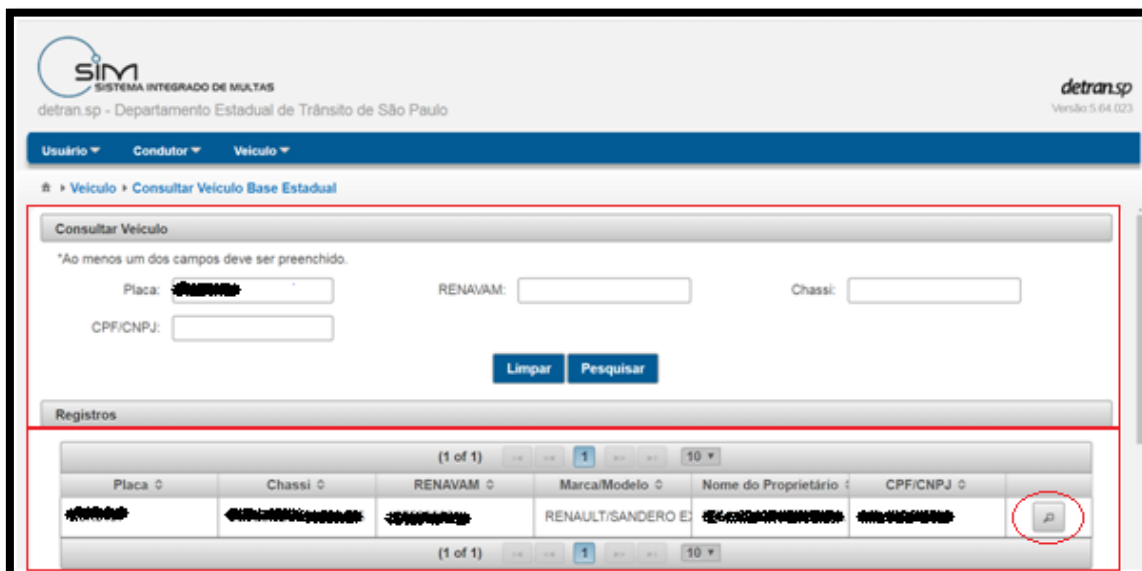 SIM
SISTEMA INTEGRADO DE MULTAS
detran.sp
detran.sp - Departamento Estadual de Trânsito de São Paulo
Versão:5.64.023
Usuário Condutor Veiculo
Veiculo Consultar Veículo Base Estadual
Consultar Veículo
*Ao menos um dos campos deve ser preenchido.
Placa: RENAVAM: Chassi:
CPF/CNPJ:
Limpar Pesquisar
Registros
(1 of 1) 1 10
Placa Chassi RENAVAM Marca/Modelo Nome do Proprietário CPF/CNPJ
RENAULT/SANDERO EX
(1 of 1) 1 10